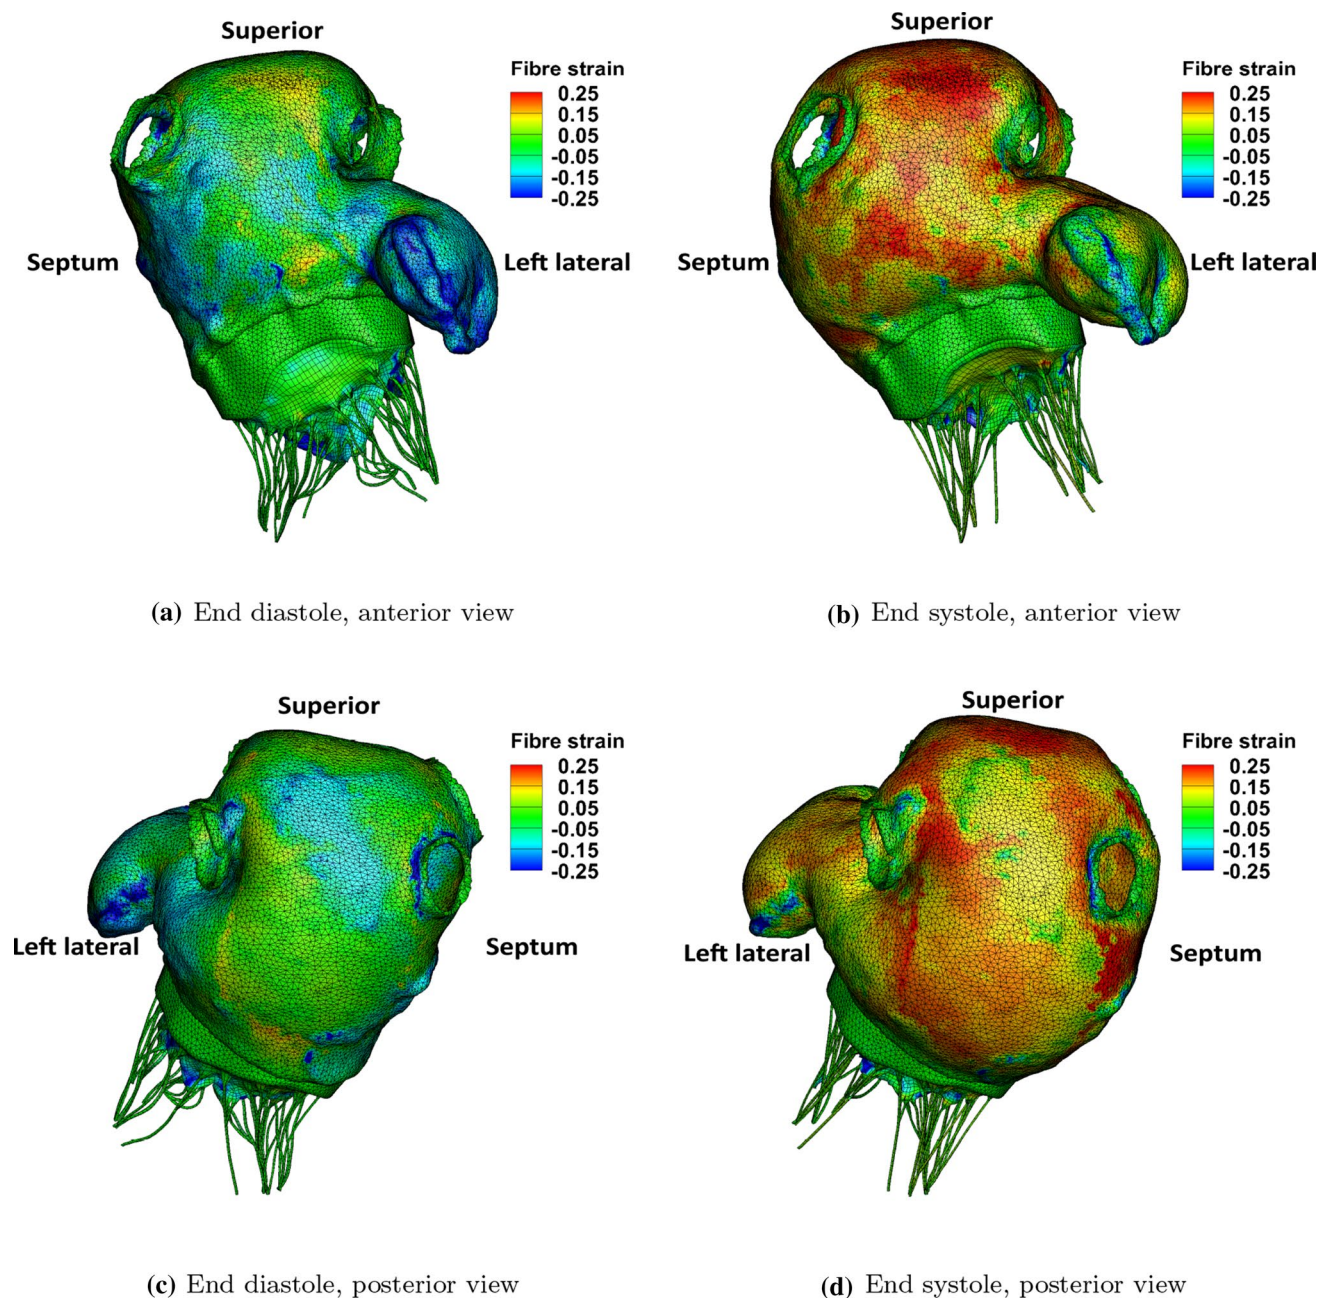 Superior
Fibre strain
0.25
0.15
0.05
-0.05
-0.15
-0.25
Septum
Left lateral
(a) End diastole, anterior view
Superior
Fibre strain
0.25
0.15
0.05
-0.05
-0.15
-0.25
Septum
Left lateral
(b) End systole, anterior view
Superior
Fibre strain
0.25
0.15
0.05
-0.05
-0.15
-0.25
Left lateral
Septum
(c) End diastole, posterior view
Superior
Fibre strain
0.25
0.15
0.05
-0.05
-0.15
-0.25
Left lateral
Septum
(d) End systole, posterior view